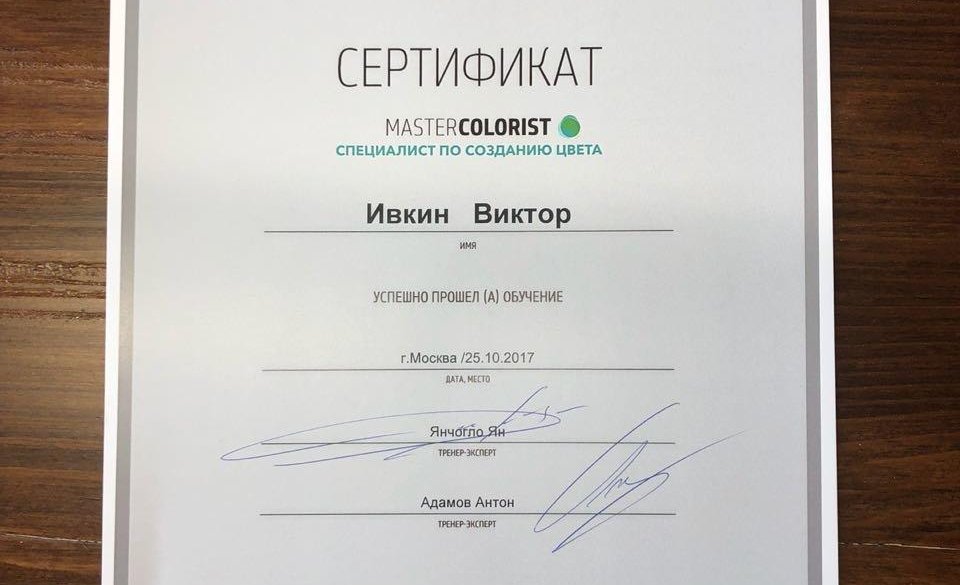 СЕРТИФИКАТ
MASTERCOLORIST
СПЕЦИАЛИСТ ПО СОЗДАНИЮ ЦВЕТА
Ивкин Виктор
ИМЯ
УСПЕШНО ПРОШЕЛ (А) ОБУЧЕНИЕ
г.Москва /25.10.2017
ДАТА, МЕСТО
Янчогло Ян
ТРЕНЕР-ЭКСПЕРТ
Адамов Антон
ТРЕНЕР-ЭКСПЕРТ